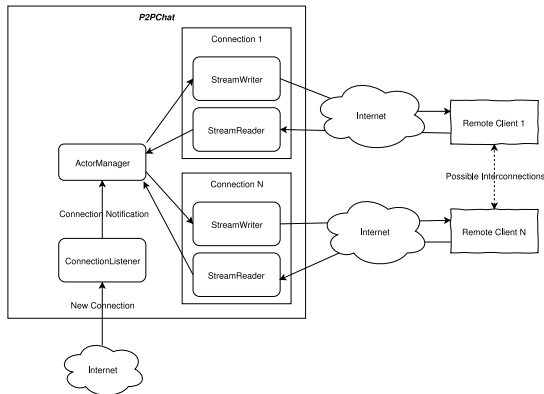 P2PChat
Connection 1
StreamWriter
StreamReader
Internet
Remote Client 1
ActorManager
Possible Interconnections
Connection N
Connection Notification
StreamWriter
StreamReader
Internet
Remote Client N
ConnectionListener
New Connection
Internet